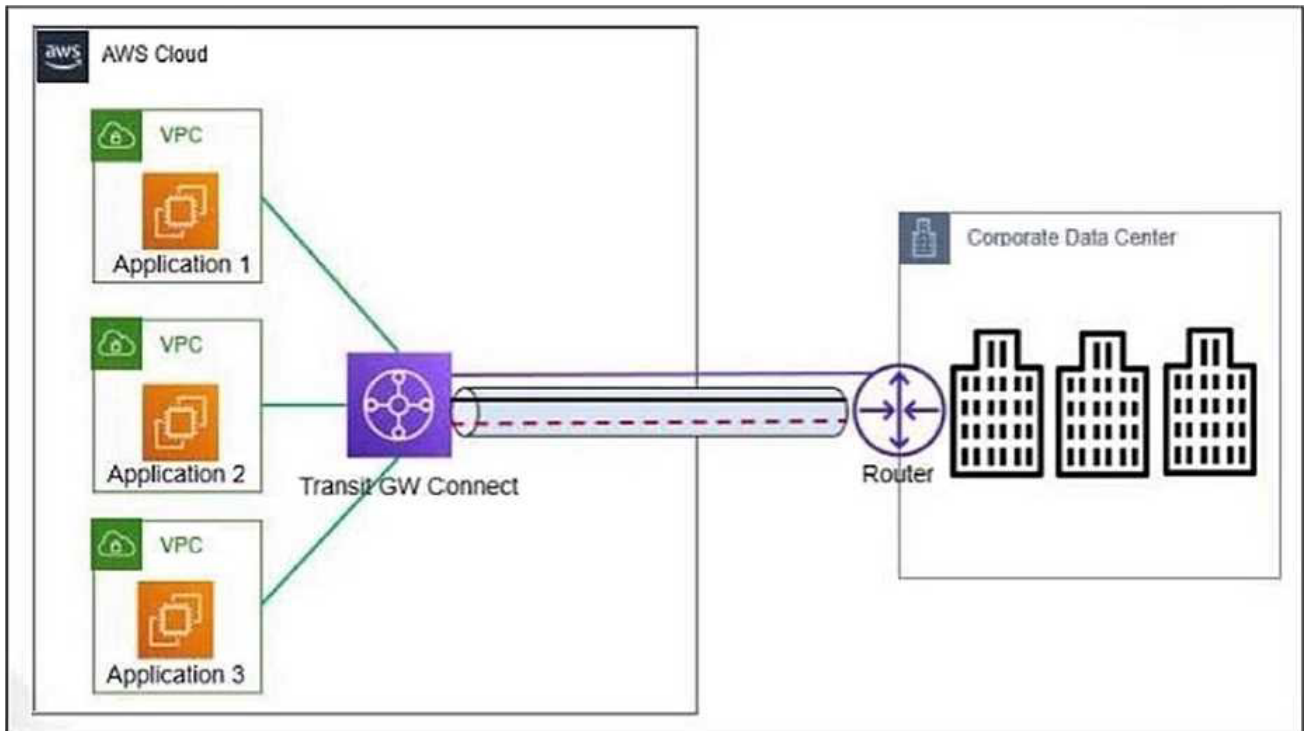 aws
AWS Cloud
VPC
Application 1
VPC
Application 2
VPC
Application 3
Transit GW Connect
Router
Corporate Data Center